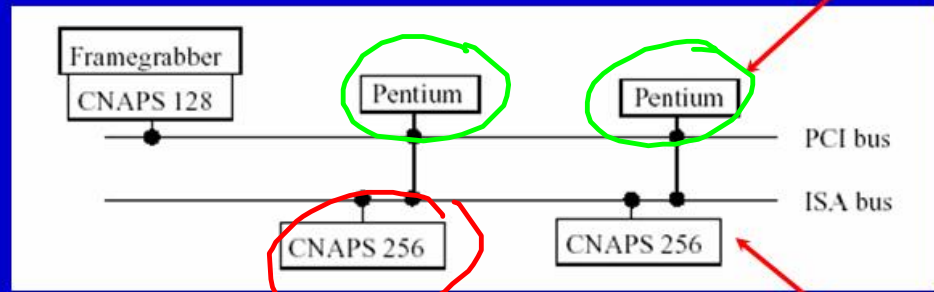 Framegrabber
CNAPS 128
Pentium
Pentium
PCI bus
ISA bus
CNAPS 256
CNAPS 256